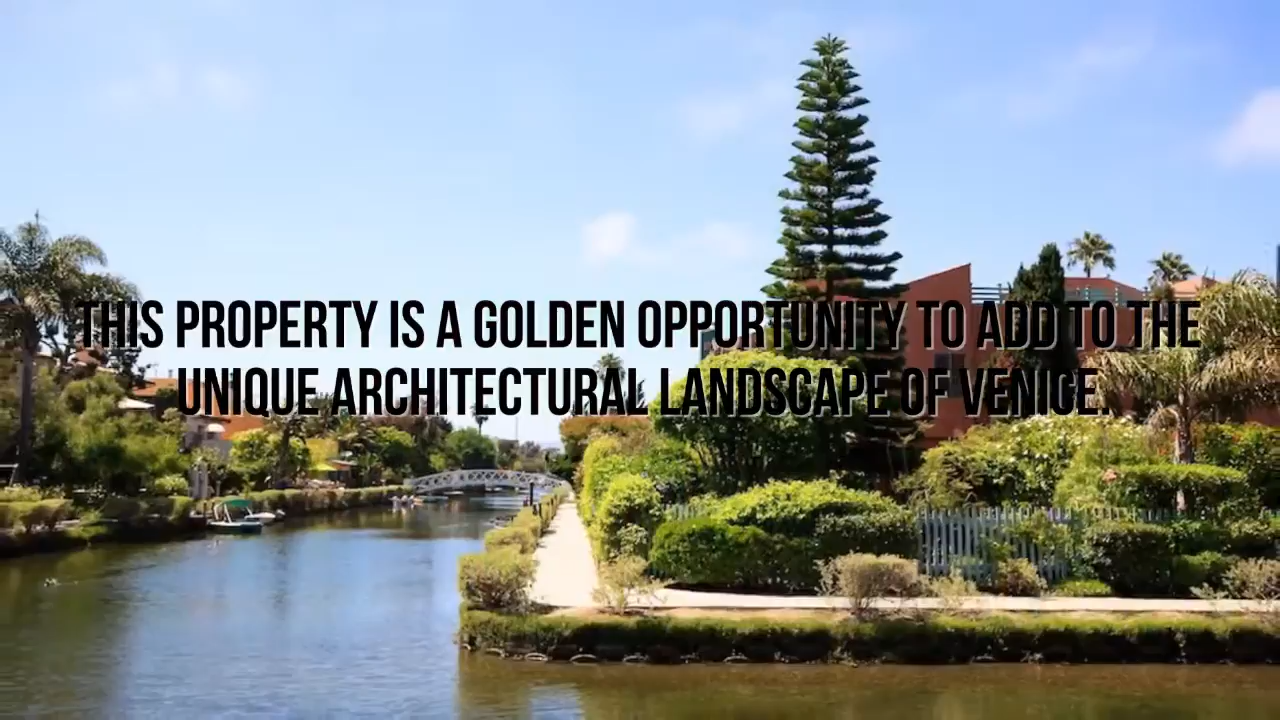 THIS PROPERTY IS A GOLDEN OPPORTUNITY TO ADD TO THE
UNIQUE ARCHITECTURAL LANDSCAPE OF VENICE.